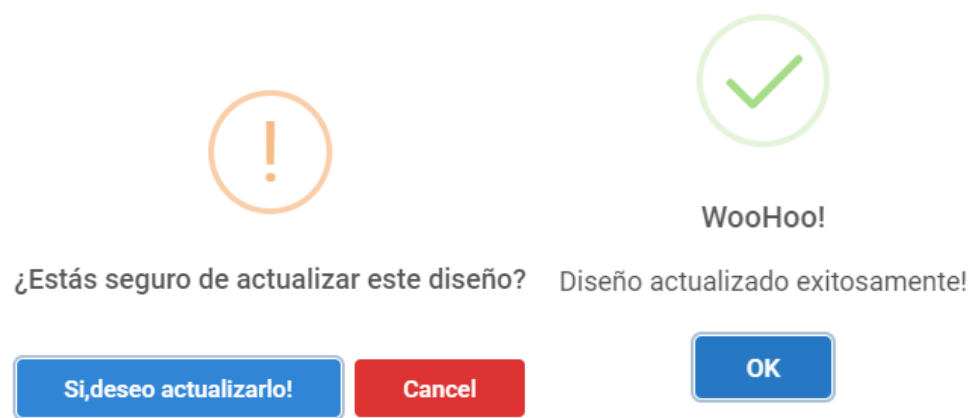 ¿Estás seguro de actualizar este diseño?
Si,deseo actualizarlo!
Cancel
WooHoo!
Diseño actualizado exitosamente!
OK